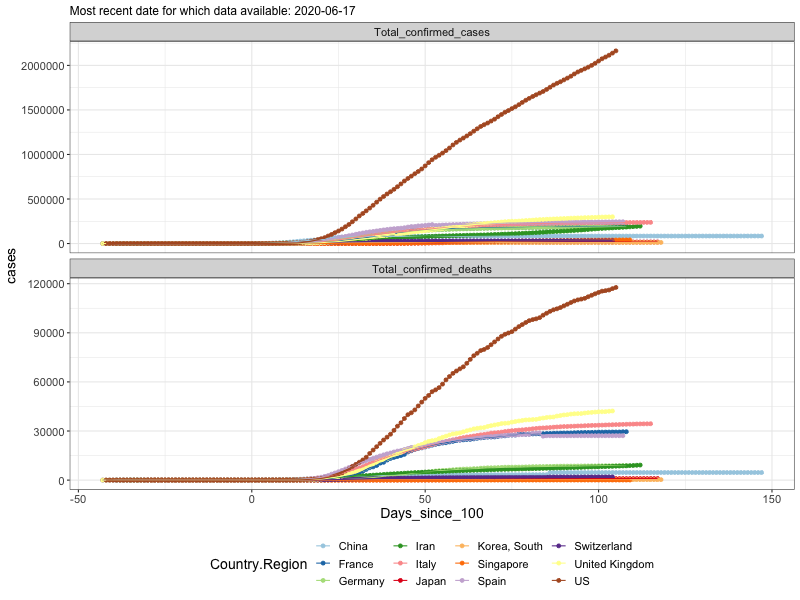 Most recent date for which data available: 2020-06-17
Total_confirmed_cases
2000000
1500000
1000000
500000
0
cases
Total_confirmed_deaths
120000
90000
60000
30000
0
-50 0 50 100 150
Days_since_100
Country.Region
China Iran Korea, South Switzerland
France Italy Singapore United Kingdom
Germany Japan Spain US